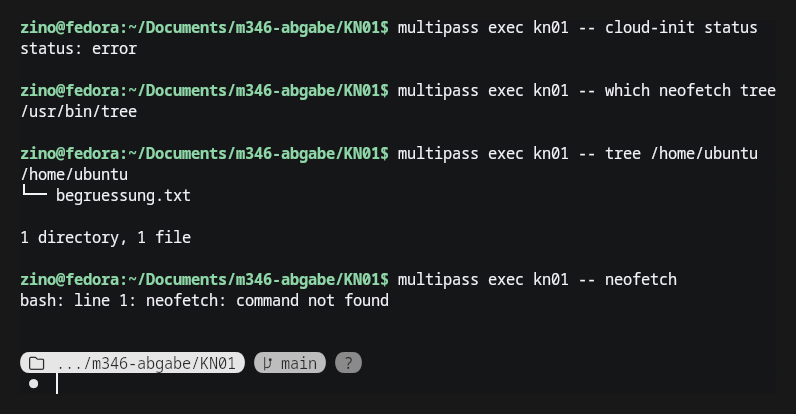 zino@fedora:~/Documents/m346-abgabe/KN01$ multipass exec kn01 -- cloud-init status
status: error
zino@fedora:~/Documents/m346-abgabe/KN01$ multipass exec kn01 -- which neofetch tree
/usr/bin/tree
zino@fedora:~/Documents/m346-abgabe/KN01$ multipass exec kn01 -- tree /home/ubuntu
/home/ubuntu
└── begruessung.txt
1 directory, 1 file
zino@fedora:~/Documents/m346-abgabe/KN01$ multipass exec kn01 -- neofetch
bash: line 1: neofetch: command not found
.../m346-abgabe/KN01 main ?